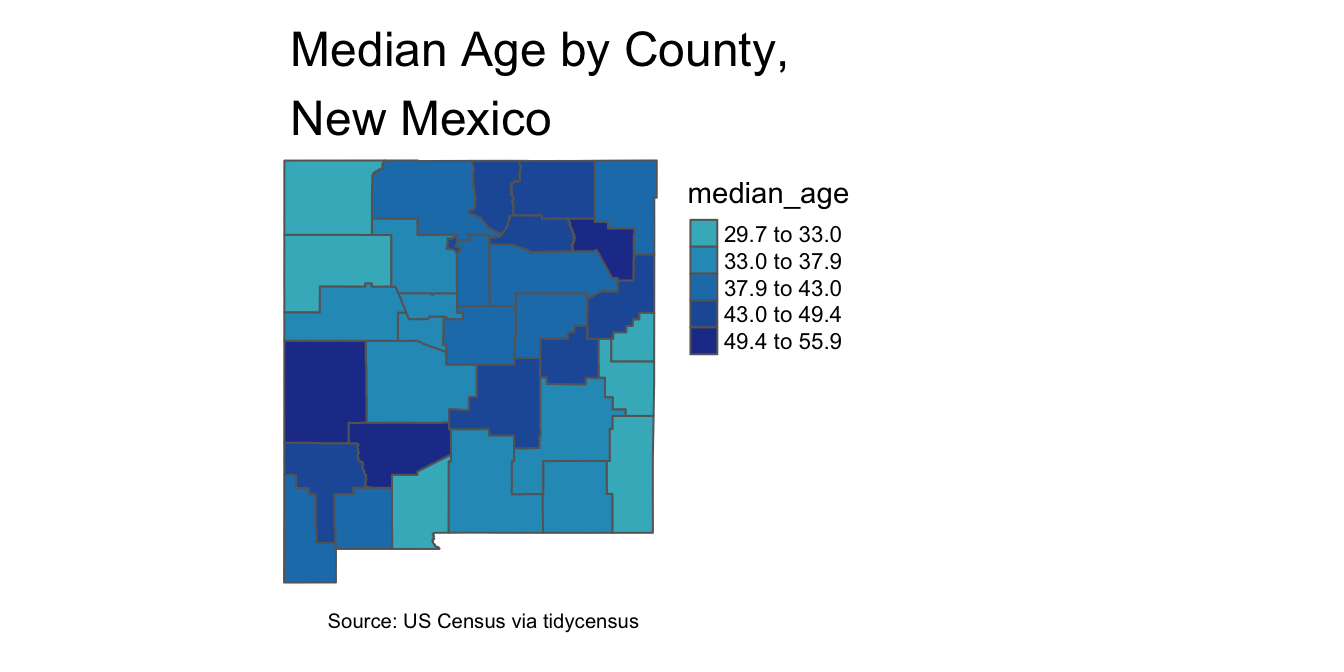 Median Age by County,
New Mexico
median_age
29.7 to 33.0
33.0 to 37.9
37.9 to 43.0
43.0 to 49.4
49.4 to 55.9
Source: US Census via tidycensus